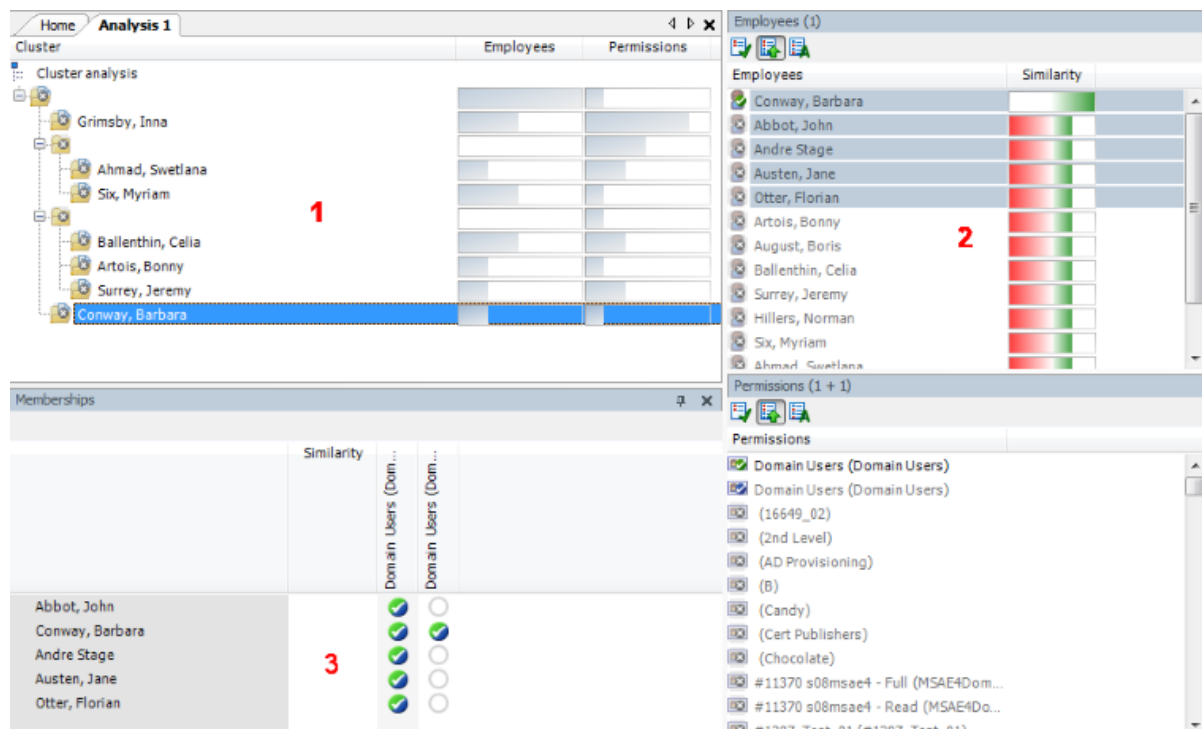 Home Analysis 1
Cluster Employees Permissions
Cluster analysis
Grimsby, Inna
Ahmad, Swetlana
Six, Myriam
1
Ballenthin, Celia
Artois, Bonny
Surrey, Jeremy
Conway, Barbara
Employees (1)
Employees Similarity
Conway, Barbara
Abbot, John
Andre Stage
Austen, Jane
Otter, Florian
Artois, Bonny
2
August, Boris
Ballenthin, Celia
Surrey, Jeremy
Hillers, Norman
Six, Myriam
Ahmad, Swetlana
Memberships
Similarity
Domain Users (Dom...
Domain Users (Dom...
Abbot, John
Conway, Barbara
Andre Stage
3
Austen, Jane
Otter, Florian
Permissions (1 + 1)
Permissions
Domain Users (Domain Users)
Domain Users (Domain Users)
(16649_02)
(2nd Level)
(AD Provisioning)
(B)
(Candy)
(Cert Publishers)
(Chocolate)
#11370 s08msae4 - Full (MSAE4Dom...
#11370 s08msae4 - Read (MSAE4Do...